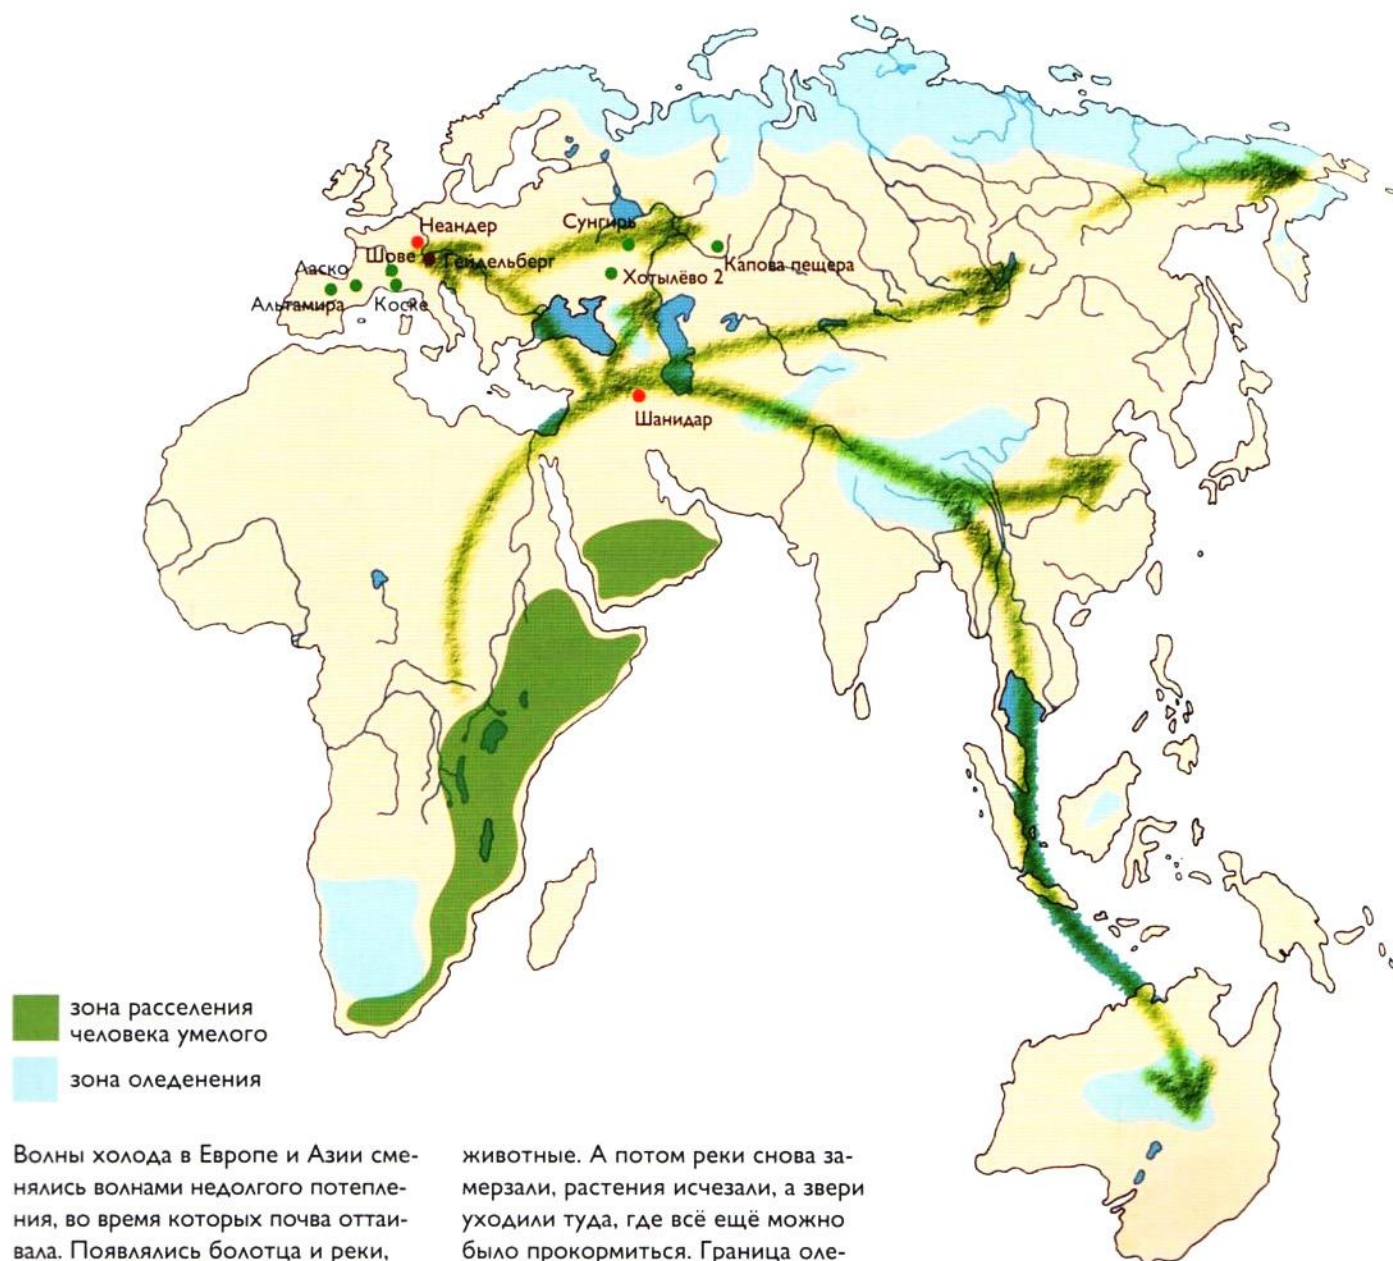 Неандер
Сунгирь
Шове
Гейдельберг
Капова пещера
Ласко
Хотылёво 2
Альтамира
Коске
Шанидар
зона расселения
человека умелого
зона оледенения
Волны холода в Европе и Азии сме-
нялись волнами недолгого потепле-
ния, во время которых почва оттаи-
вала. Появлялись болотца и реки,
животные. А потом реки снова за-
мерзали, растения исчезали, а звери
уходили туда, где всё ещё можно
было прокормиться. Граница оле-